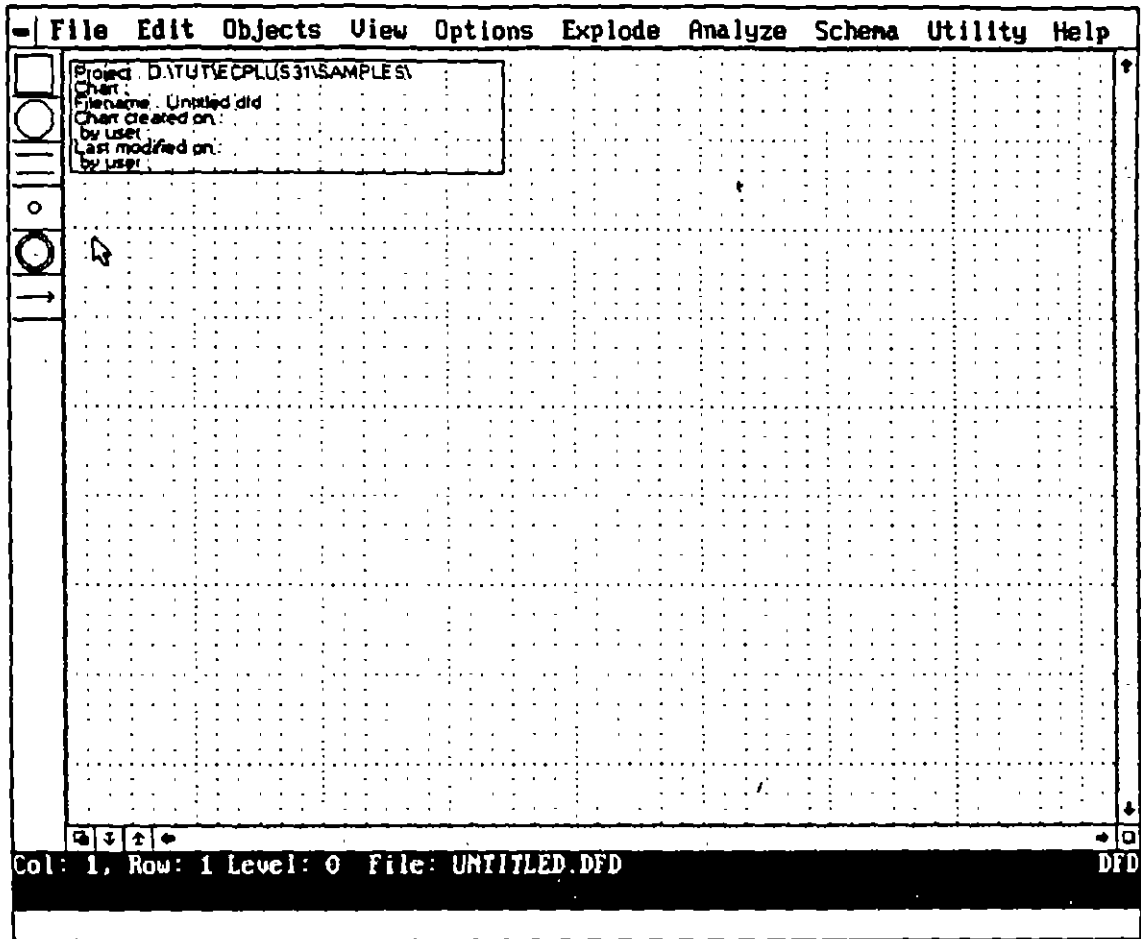 File Edit Objects View Options Explode Analyze Schema Utility Help
Project : D:\TUT\ECPLUS31\SAMPLES\
Chart :
Filename : Untitled.dfd
Chart created on :
by user :
Last modified on :
by user :
Col: 1, Row: 1 Level: 0 File: UNTITLED.DFD DFD